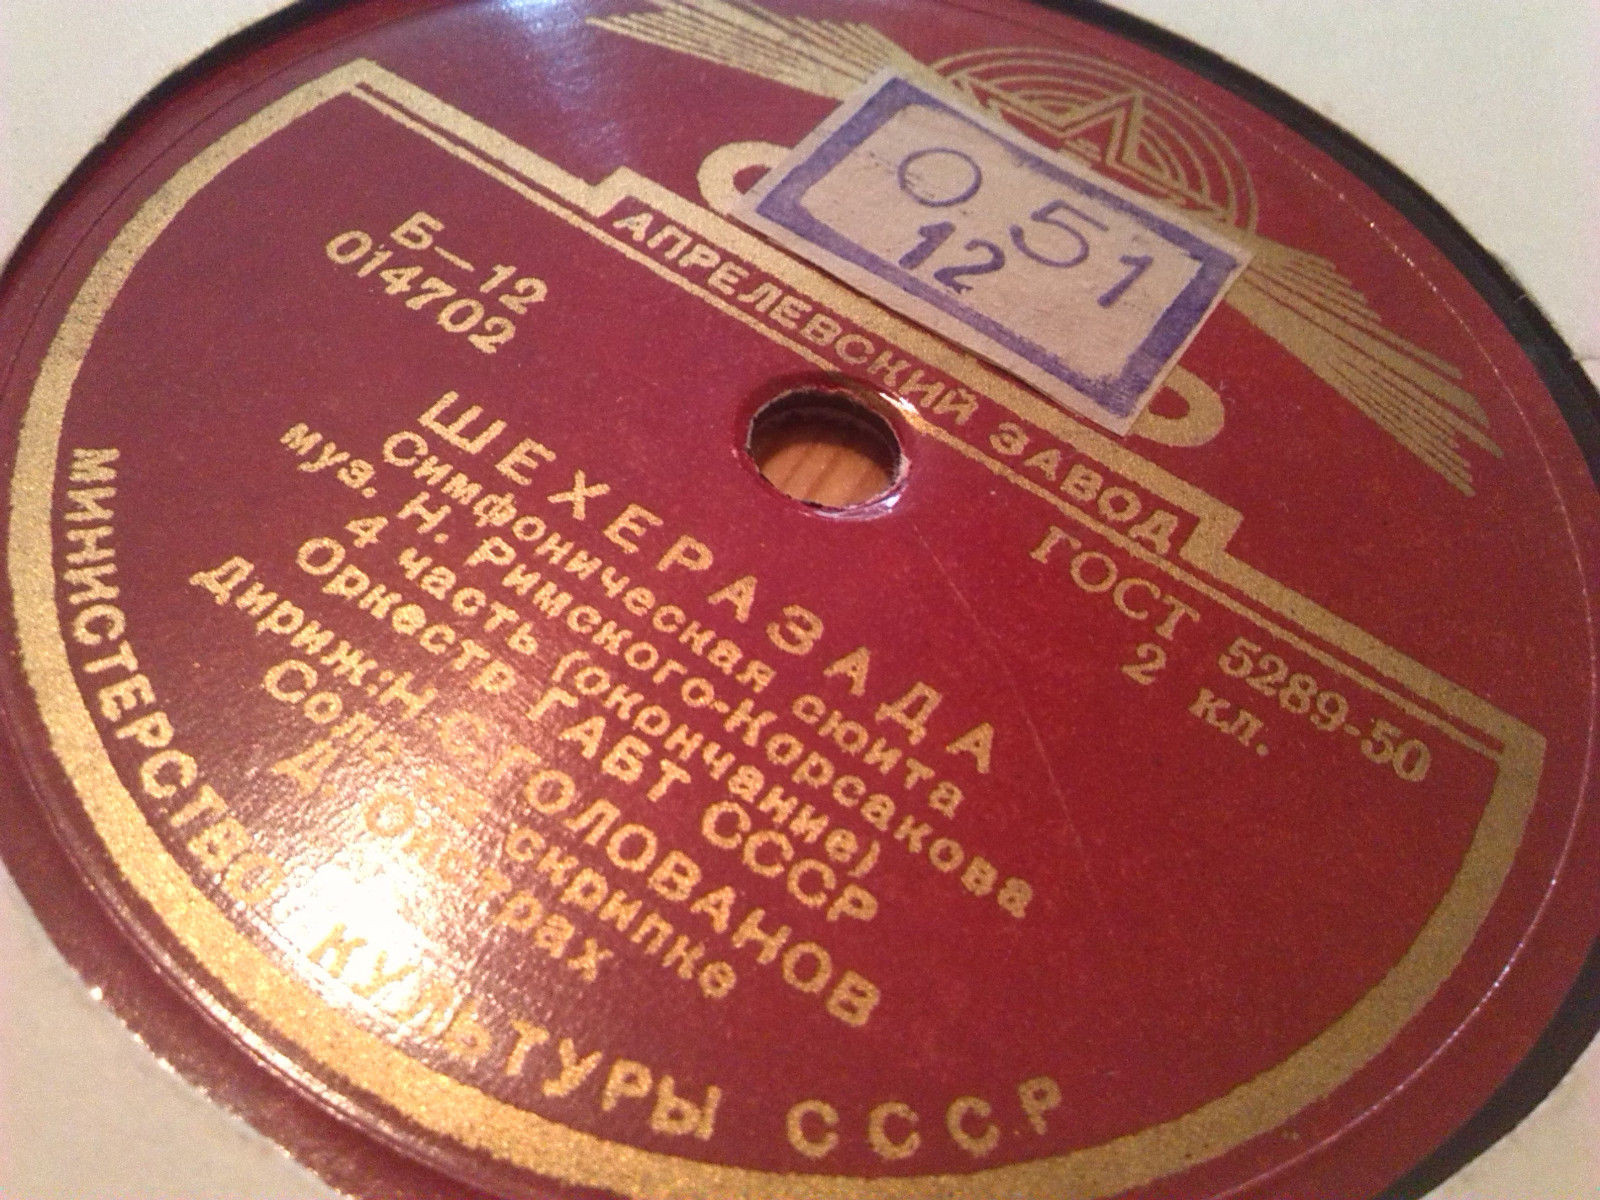 О 51
12
АПРЕЛЕВСКИЙ ЗАВОД
Б—12
014702
ГОСТ 5289-50
2 кл.
ШЕХЕРАЗАДА
Симфоническая сюита
муз. Н. Римского-Корсакова
4 часть (окончание)
Оркестр ГАБТ СССР
Дириж: Н. С. ГОЛОВАНОВ
скрипке
Д. Ойстрах
МИНИСТЕРСТВО КУЛЬТУРЫ СССР